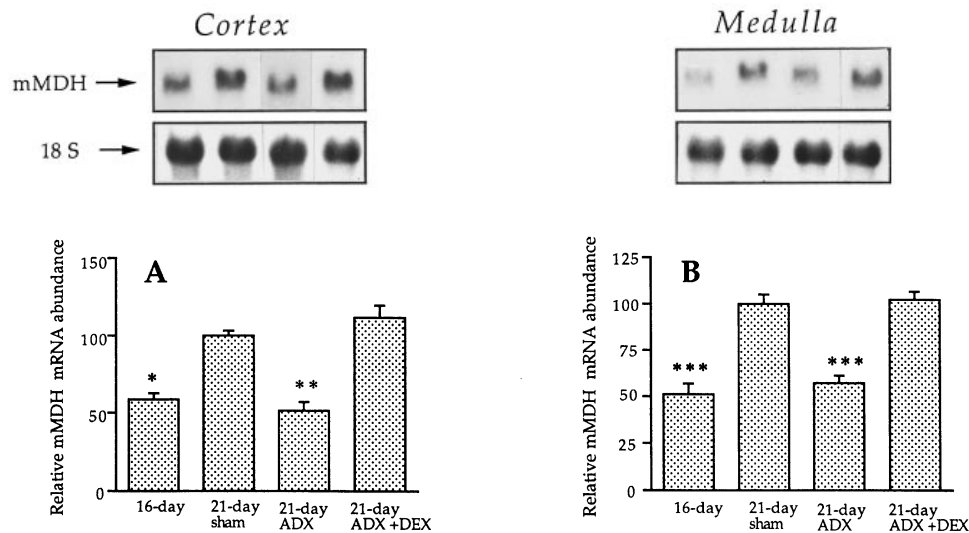 Cortex
Medulla
mMDH
18 S
A
Relative mMDH mRNA abundance
150
100
50
0
*
**
16-day
21-day
sham
21-day
ADX
21-day
ADX +DEX
B
Relative mMDH mRNA abundance
125
100
75
50
25
0
***
***
16-day
21-day
sham
21-day
ADX
21-day
ADX +DEX